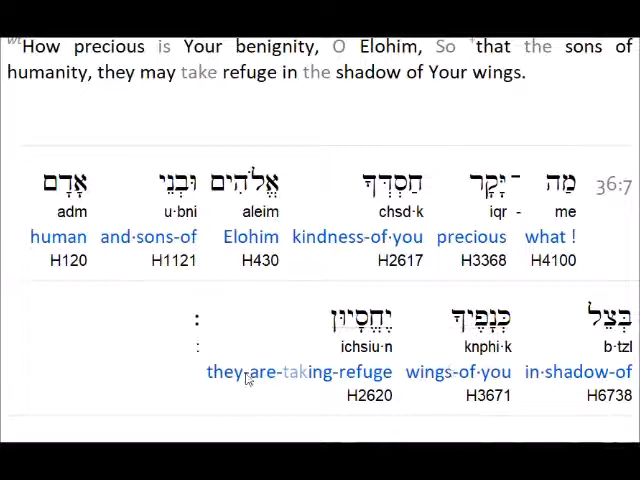 wt How precious is Your benignity, O Elohim, So + that the sons of
humanity, they may take refuge in the shadow of Your wings.
36:7 מַה ־ יָּקָר חַסְדְּךָ אֱלֹהִים וּבְנֵי אָדָם
adm u·bni aleim chsd·k iqr - me
human and·sons-of Elohim kindness-of·you precious what !
H120 H1121 H430 H2617 H3368 H4100
בְּצֵל כְּנָפֶיךָ יֶחֱסָיוּן :
: ichsiu·n knphi·k b·tzl
they-are-taking-refuge wings-of·you in·shadow-of
H2620 H3671 H6738